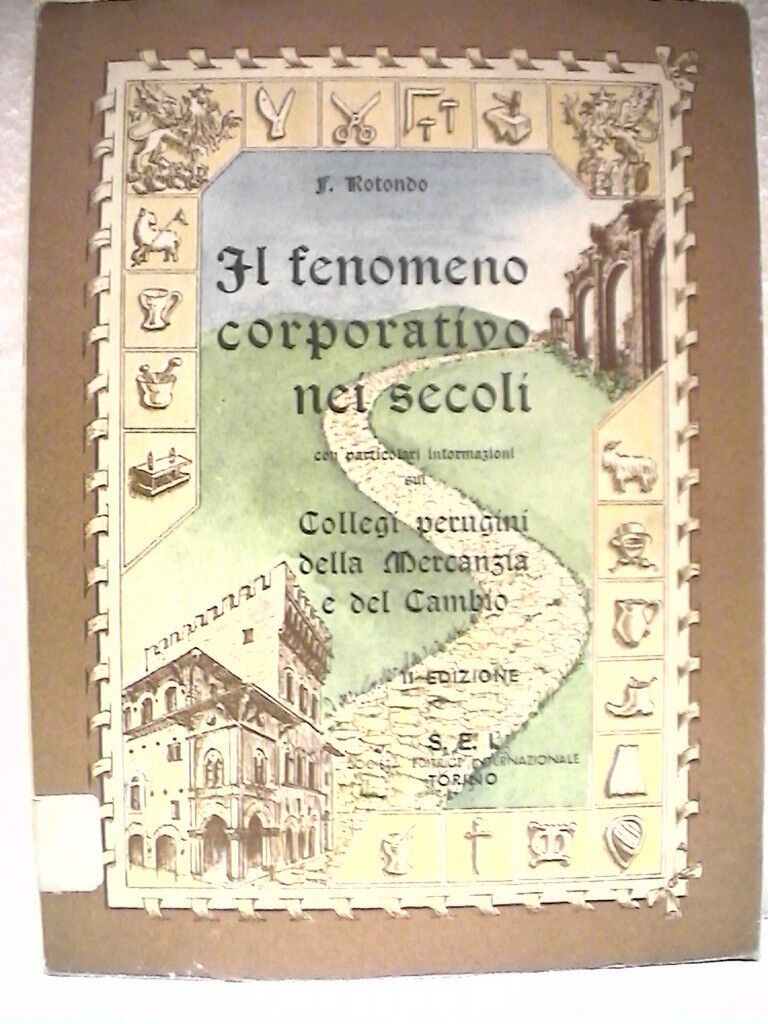 F. Rotondo
Il fenomeno
corporativo
nei secoli
con particolari informazioni
sui
Collegi perugini
della Mercanzia
e del Cambio
II EDIZIONE
S. E. I.
SOCIETÀ EDITRICE INTERNAZIONALE
TORINO